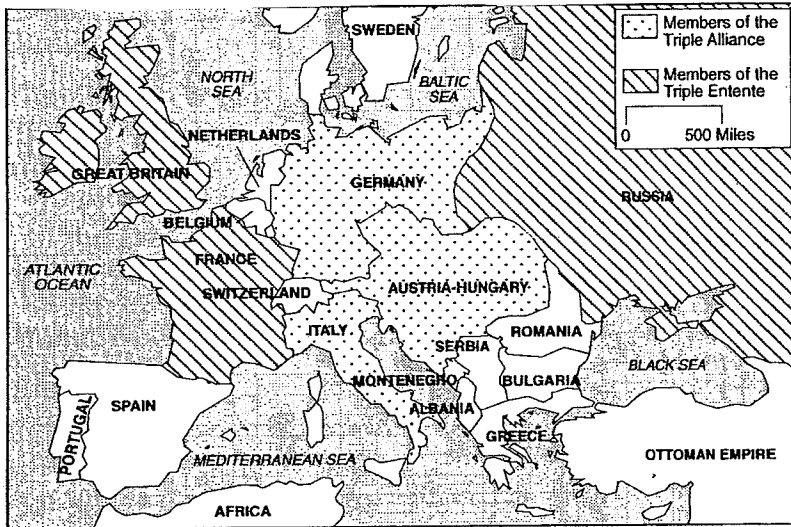 SWEDEN
Members of the
Triple Alliance
NORTH
SEA
BALTIC
SEA
Members of the
Triple Entente
0 500 Miles
NETHERLANDS
GREAT BRITAIN
GERMANY
RUSSIA
BELGIUM
FRANCE
ATLANTIC
OCEAN
SWITZERLAND
AUSTRIA-HUNGARY
ITALY
ROMANIA
SERBIA
BLACK SEA
MONTENEGRO
BULGARIA
SPAIN
ALBANIA
PORTUGAL
GREECE
MEDITERRANEAN SEA
OTTOMAN EMPIRE
AFRICA